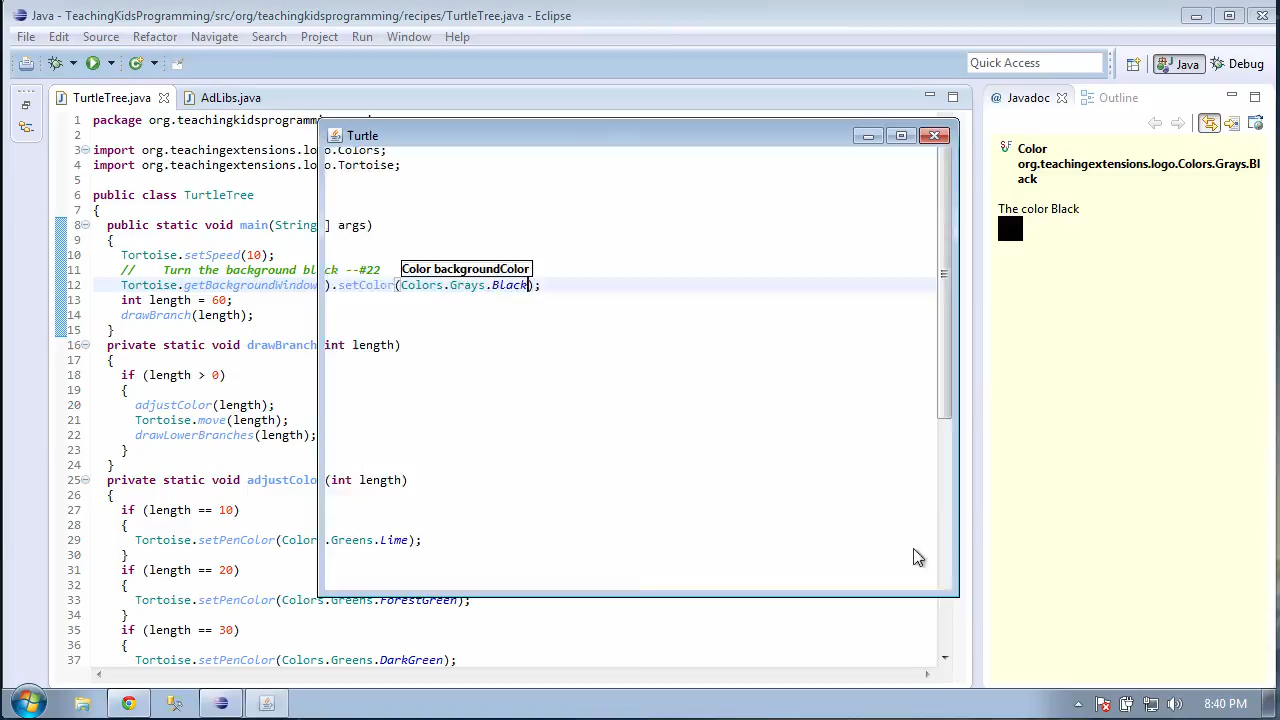 Java - TeachingKidsProgramming/src/org/teachingkidsprogramming/recipes/TurtleTree.java - Eclipse
File Edit Source Refactor Navigate Search Project Run Window Help
Quick Access
Java
Debug
TurtleTree.java
AdLibs.java
Javadoc
Outline
1 package org.teachingkidsprogramm
2
3 import org.teachingextensions.logo.Colors;
4 import org.teachingextensions.logo.Tortoise;
5
6 public class TurtleTree
7 {
8 public static void main(String[] args)
9 {
10 Tortoise.setSpeed(10);
11 // Turn the background black --#22
12 Tortoise.getBackgroundWindow().setColor(Colors.Grays.Black);
13 int length = 60;
14 drawBranch(length);
15 }
16 private static void drawBranch(int length)
17 {
18 if (length > 0)
19 {
20 adjustColor(length);
21 Tortoise.move(length);
22 drawLowerBranches(length);
23 }
24 }
25 private static void adjustColor(int length)
26 {
27 if (length == 10)
28 {
29 Tortoise.setPenColor(Colors.Greens.Lime);
30 }
31 if (length == 20)
32 {
33 Tortoise.setPenColor(Colors.Greens.ForestGreen);
34 }
35 if (length == 30)
36 {
37 Tortoise.setPenColor(Colors.Greens.DarkGreen);
Turtle
Color backgroundColor
Color
org.teachingextensions.logo.Colors.Grays.Bl
ack
The color Black
8:40 PM